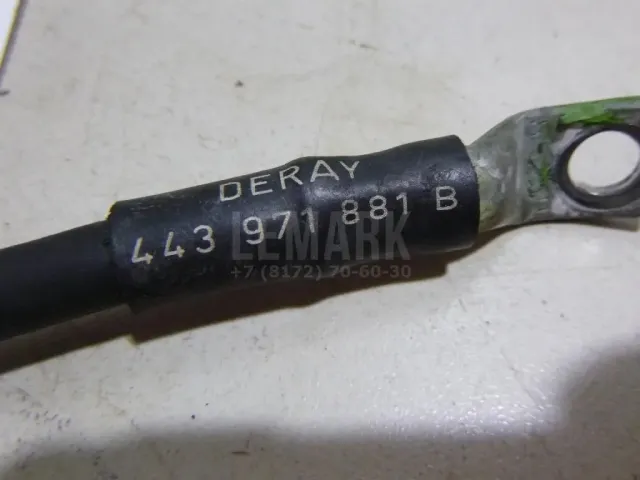 DERAY
443 971 881 B
LEMARK
+7 (8172) 70-60-30